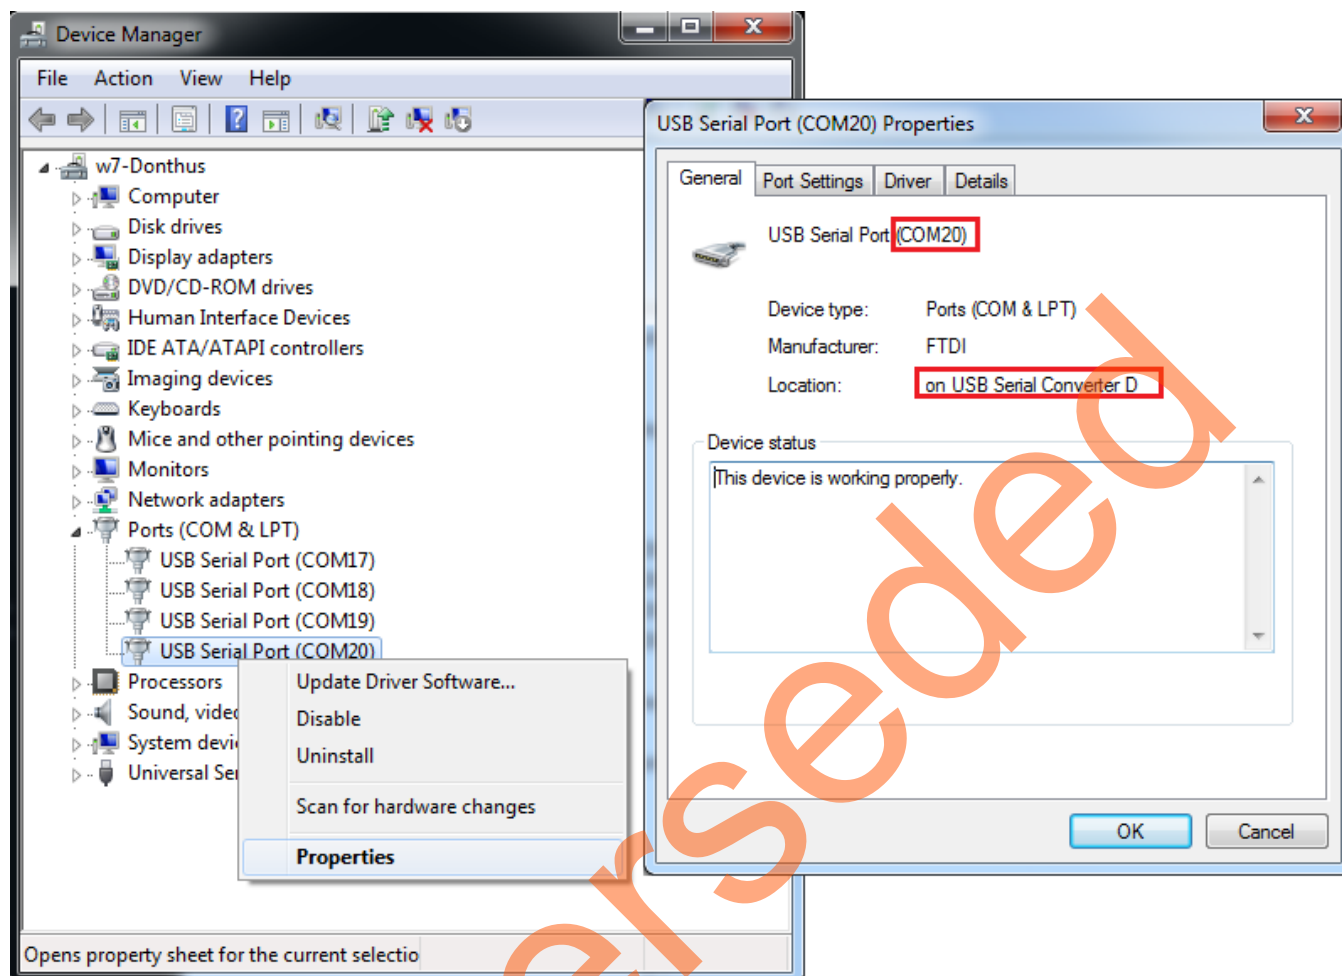 Device Manager
File Action View Help
w7-Donthus
Computer
Disk drives
Display adapters
DVD/CD-ROM drives
Human Interface Devices
IDE ATA/ATAPI controllers
Imaging devices
Keyboards
Mice and other pointing devices
Monitors
Network adapters
Ports (COM & LPT)
USB Serial Port (COM17)
USB Serial Port (COM18)
USB Serial Port (COM19)
USB Serial Port (COM20)
Processors
Sound, video
System devi
Universal Ser
Update Driver Software...
Disable
Uninstall
Scan for hardware changes
Properties
Opens property sheet for the current selectio
USB Serial Port (COM20) Properties
General Port Settings Driver Details
USB Serial Port (COM20)
Device type: Ports (COM & LPT)
Manufacturer: FTDI
Location: on USB Serial Converter D
Device status
This device is working properly.
OK Cancel
erseded